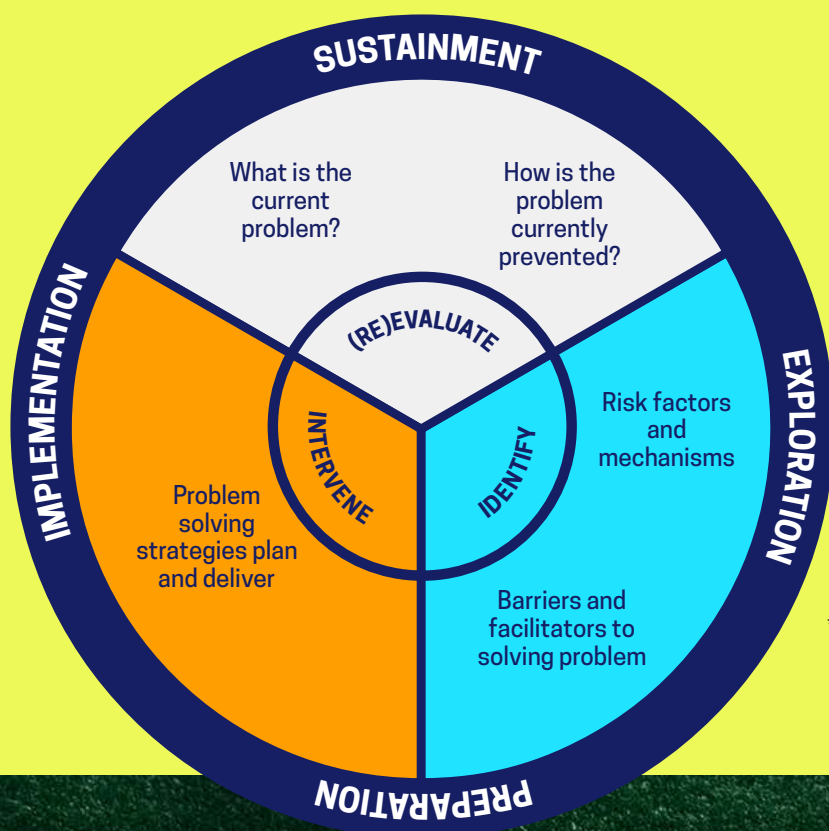 SUSTAINMENT
What is the
current
problem?
How is the
problem
currently
prevented?
(RE)EVALUATE
EXPLORATION
Risk factors
and
mechanisms
IDENTIFY
Barriers and
facilitators to
solving problem
PREPARATION
IMPLEMENTATION
INTERVENE
Problem
solving
strategies plan
and deliver